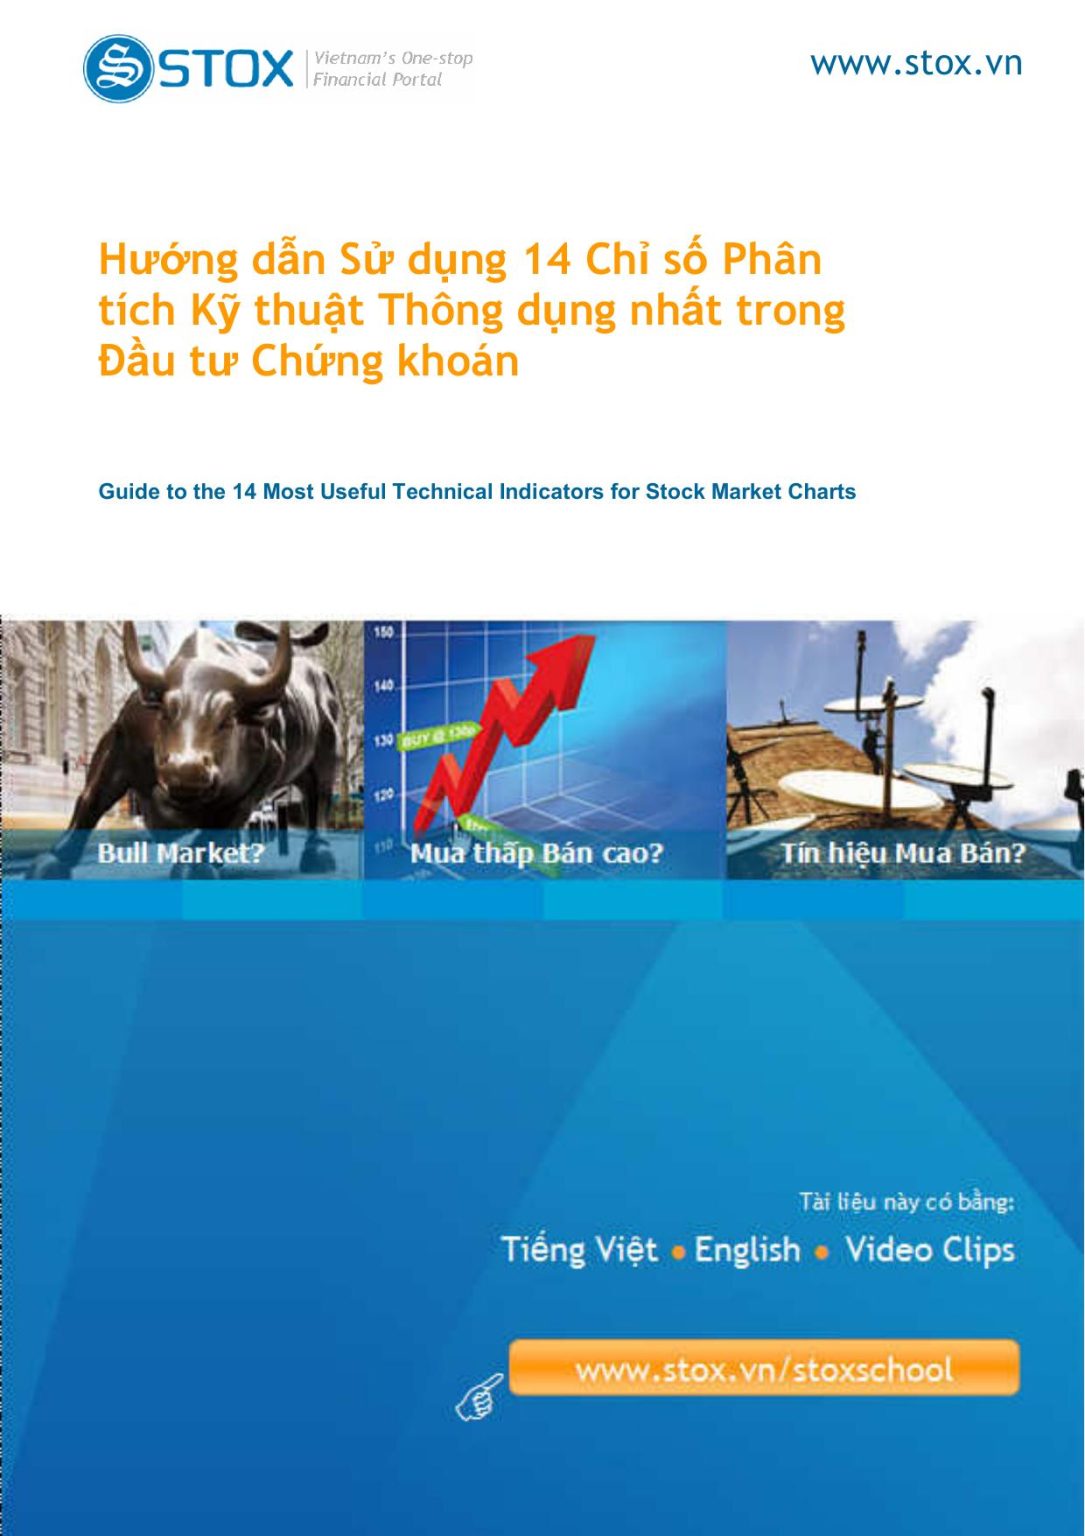 STOX
Vietnam's One-stop
Financial Portal
www.stox.vn
Hướng dẫn Sử dụng 14 Chỉ số Phân
tích Kỹ thuật Thông dụng nhất trong
Đầu tư Chứng khoán
Guide to the 14 Most Useful Technical Indicators for Stock Market Charts
150
140
130
BUY @ 130p
120
110
Bull Market?
Mua thấp Bán cao?
Tín hiệu Mua Bán?
Tài liệu này có bằng:
Tiếng Việt • English • Video Clips
www.stox.vn/stoxschool